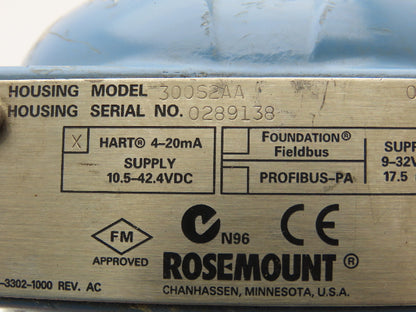 HOUSING MODEL 300S2AA
HOUSING SERIAL NO. 0289138
X HART® 4-20mA
SUPPLY
10.5-42.4VDC
FOUNDATION®
Fieldbus
PROFIBUS-PA
SUPP
9-32V
17.5
FM
APPROVED
N96
CE
ROSEMOUNT®
-3302-1000 REV. AC
CHANHASSEN, MINNESOTA, U.S.A.